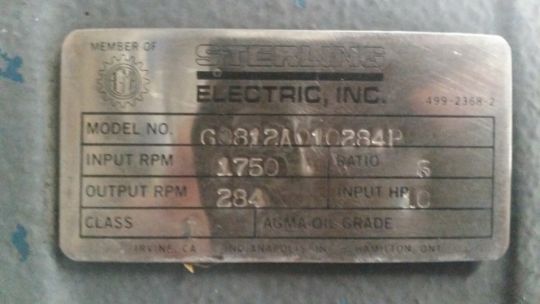 MEMBER OF
STERLING
ELECTRIC, INC.
499-2368-2
MODEL NO. G0812A010284P
INPUT RPM 1750 RATIO 6
OUTPUT RPM 284 INPUT HP 10
CLASS AGMA OIL GRADE
IRVINE, CA INDIANAPOLIS, IN HAMILTON, ONT